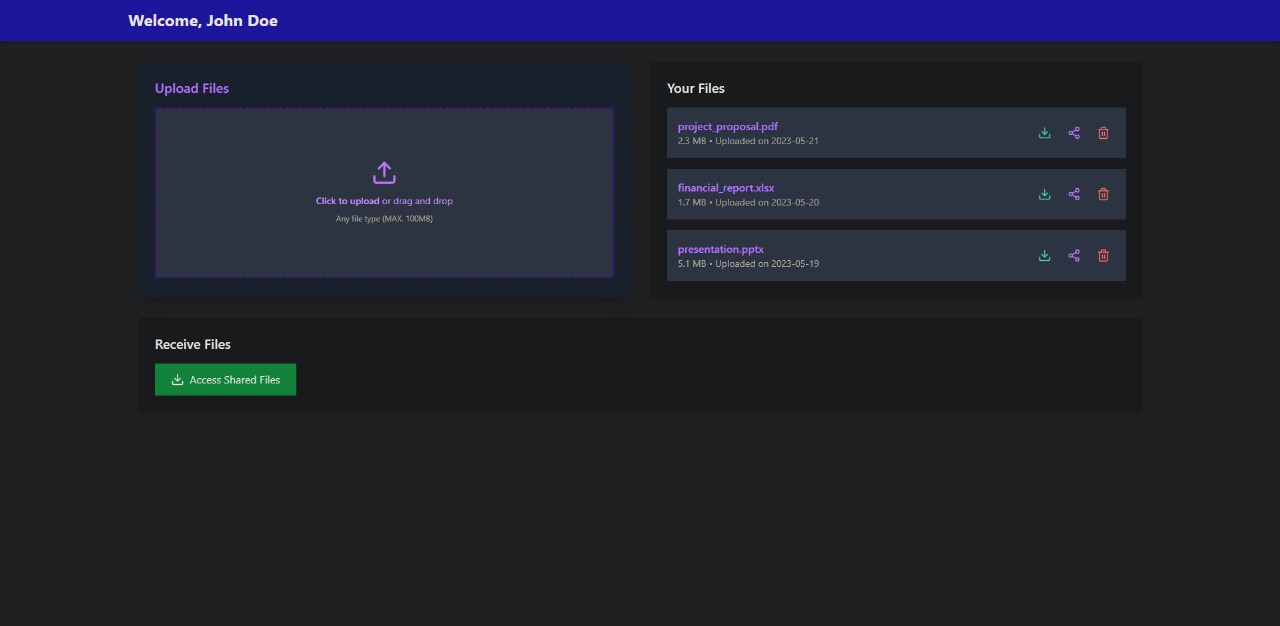 Welcome, John Doe
Upload Files
Click to upload or drag and drop
Any file type (MAX. 100MB)
Your Files
project_proposal.pdf
2.3 MB • Uploaded on 2023-05-21
financial_report.xlsx
1.7 MB • Uploaded on 2023-05-20
presentation.pptx
5.1 MB • Uploaded on 2023-05-19
Receive Files
Access Shared Files